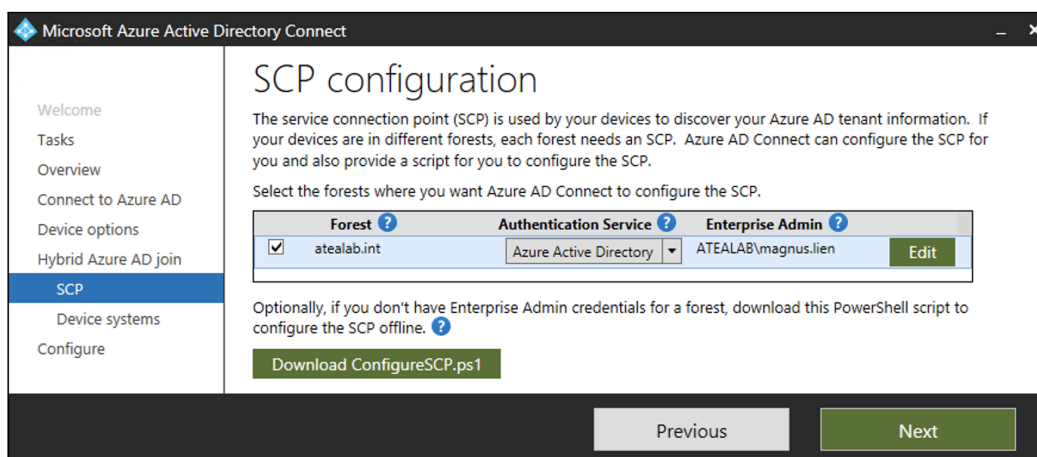 Microsoft Azure Active Directory Connect
Welcome
Tasks
Overview
Connect to Azure AD
Device options
Hybrid Azure AD join
SCP
Device systems
Configure
SCP configuration
The service connection point (SCP) is used by your devices to discover your Azure AD tenant information. If
your devices are in different forests, each forest needs an SCP. Azure AD Connect can configure the SCP for
you and also provide a script for you to configure the SCP.
Select the forests where you want Azure AD Connect to configure the SCP.
Forest ? Authentication Service ? Enterprise Admin ?
atealab.int Azure Active Directory ATEALAB\magnus.lien Edit
Optionally, if you don't have Enterprise Admin credentials for a forest, download this PowerShell script to
configure the SCP offline. ?
Download ConfigureSCP.ps1
Previous Next